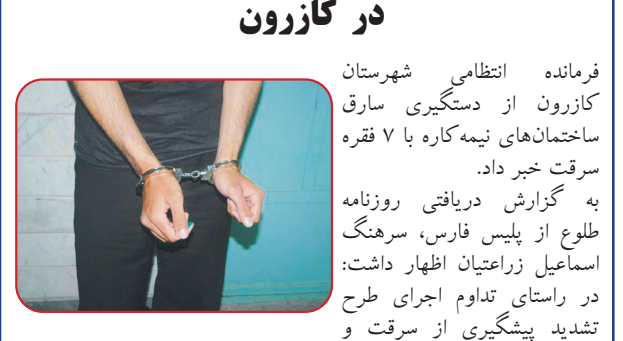 در کازرون
فرمانده انتظامی شهرستان
کازرون از دستگیری سارق
ساختمان‌های نیمه‌کاره با ۷ فقره
سرقت خبر داد.
به گزارش دریافتی روزنامه
طلوع از پلیس فارس، سرهنگ
اسماعیل زراعتیان اظهار داشت:
در راستای تداوم اجرای طرح
تشدید پیشگیری از سرقت و